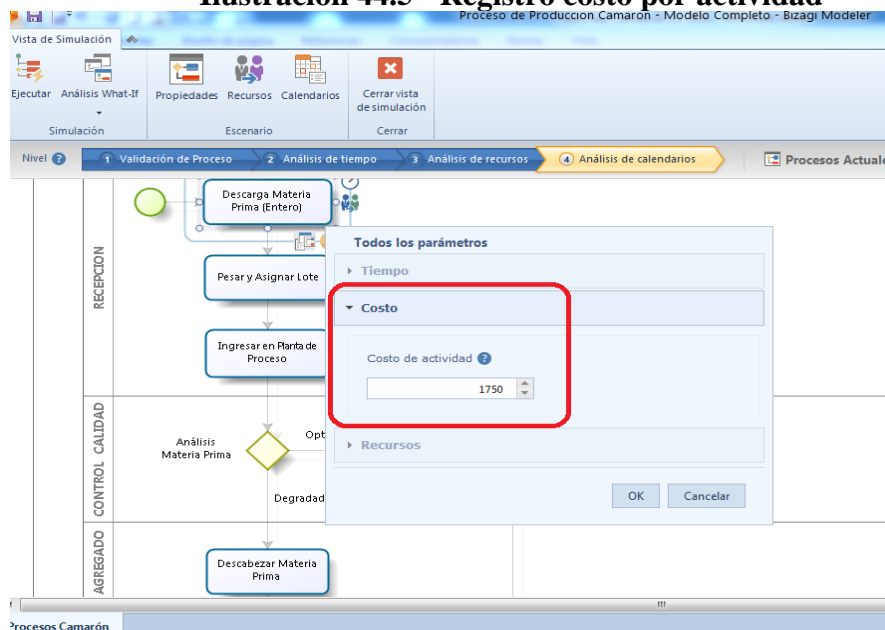 Ilustración 44.3 - Registro costo por actividad
Proceso de Produccion Camarón - Modelo Completo - Bizagi Modeler
Vista de Simulación
Ejecutar Análisis What-If Propiedades Recursos Calendarios Cerrar vista
de simulación
Simulación Escenario Cerrar
Nivel 1 Validación de Proceso 2 Análisis de tiempo 3 Análisis de recursos 4 Análisis de calendarios Procesos Actuale
Descarga Materia
Prima (Entero)
RECEPCION
Pesar y Asignar Lote
Ingresar en Planta de
Proceso
Todos los parámetros
Tiempo
Costo
Costo de actividad
1750
Recursos
OK Cancelar
CONTROL CALIDAD
Análisis
Materia Prima
Opt
Degradad
AGREGADO
Descabezar Materia
Prima
Procesos Camarón